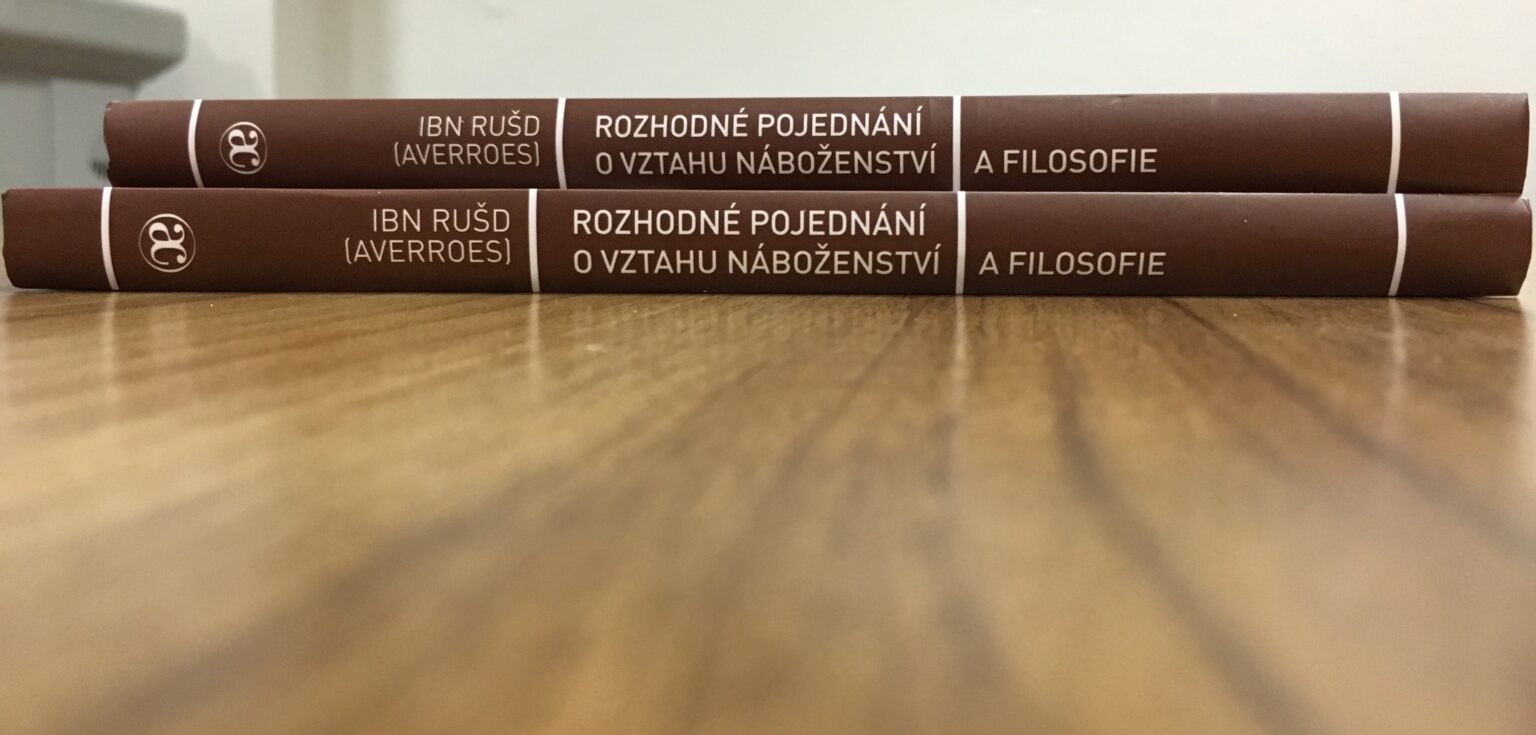 æ
IBN RUŠD
(AVERROES)
ROZHODNÉ POJEDNÁNÍ
O VZTAHU NÁBOŽENSTVÍ
A FILOSOFIE
æ
IBN RUŠD
(AVERROES)
ROZHODNÉ POJEDNÁNÍ
O VZTAHU NÁBOŽENSTVÍ
A FILOSOFIE